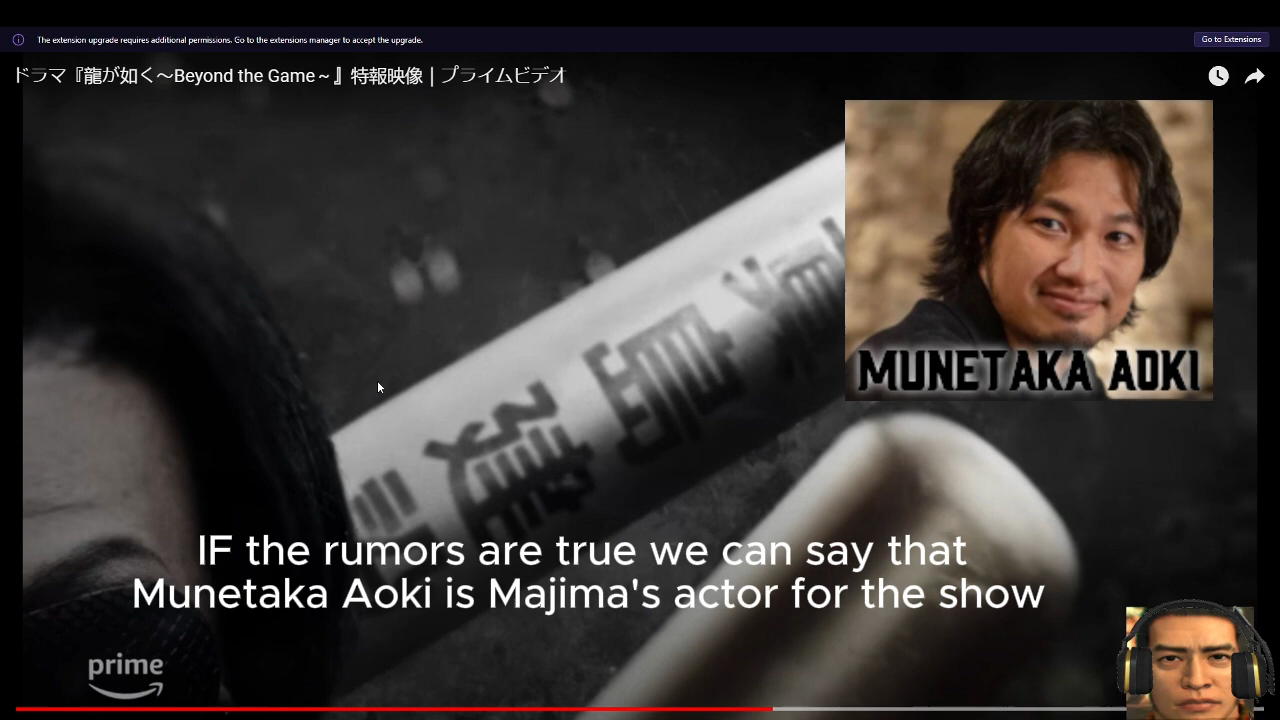 The extension upgrade requires additional permissions. Go to the extensions manager to accept the upgrade.
Go to Extensions
ドラマ『龍が如く～Beyond the Game～』特報映像｜プライムビデオ
MUNETAKA AOKI
IF the rumors are true we can say that
Munetaka Aoki is Majima's actor for the show
prime